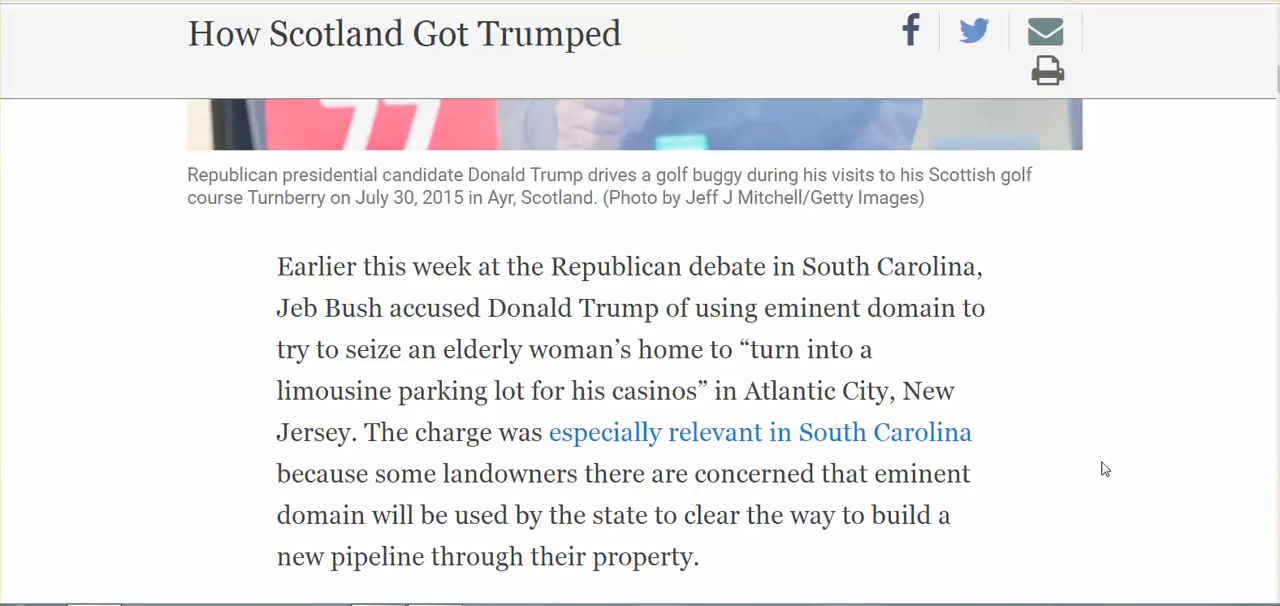 How Scotland Got Trumped
77
Republican presidential candidate Donald Trump drives a golf buggy during his visits to his Scottish golf
course Turnberry on July 30, 2015 in Ayr, Scotland. (Photo by Jeff J Mitchell/Getty Images)
Earlier this week at the Republican debate in South Carolina,
Jeb Bush accused Donald Trump of using eminent domain to
try to seize an elderly woman’s home to “turn into a
limousine parking lot for his casinos” in Atlantic City, New
Jersey. The charge was especially relevant in South Carolina
because some landowners there are concerned that eminent
domain will be used by the state to clear the way to build a
new pipeline through their property.